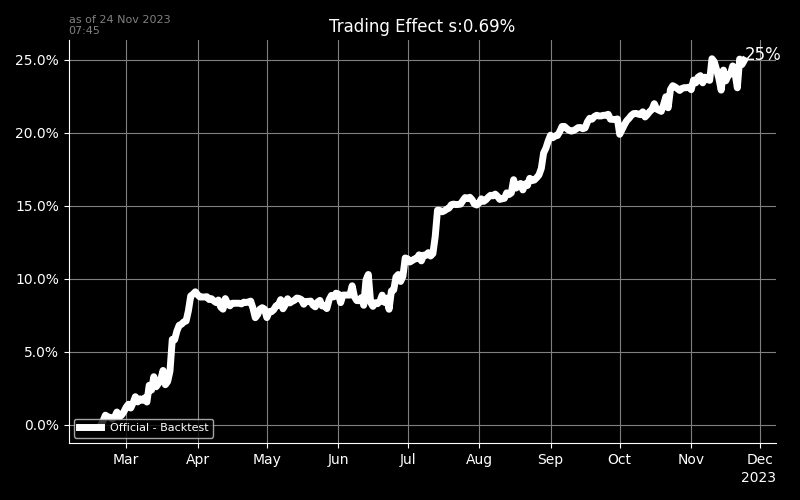 as of 24 Nov 2023
07:45
Trading Effect s:0.69%
25%
25.0%
20.0%
15.0%
10.0%
5.0%
0.0%
Official - Backtest
Mar Apr May Jun Jul Aug Sep Oct Nov Dec
2023